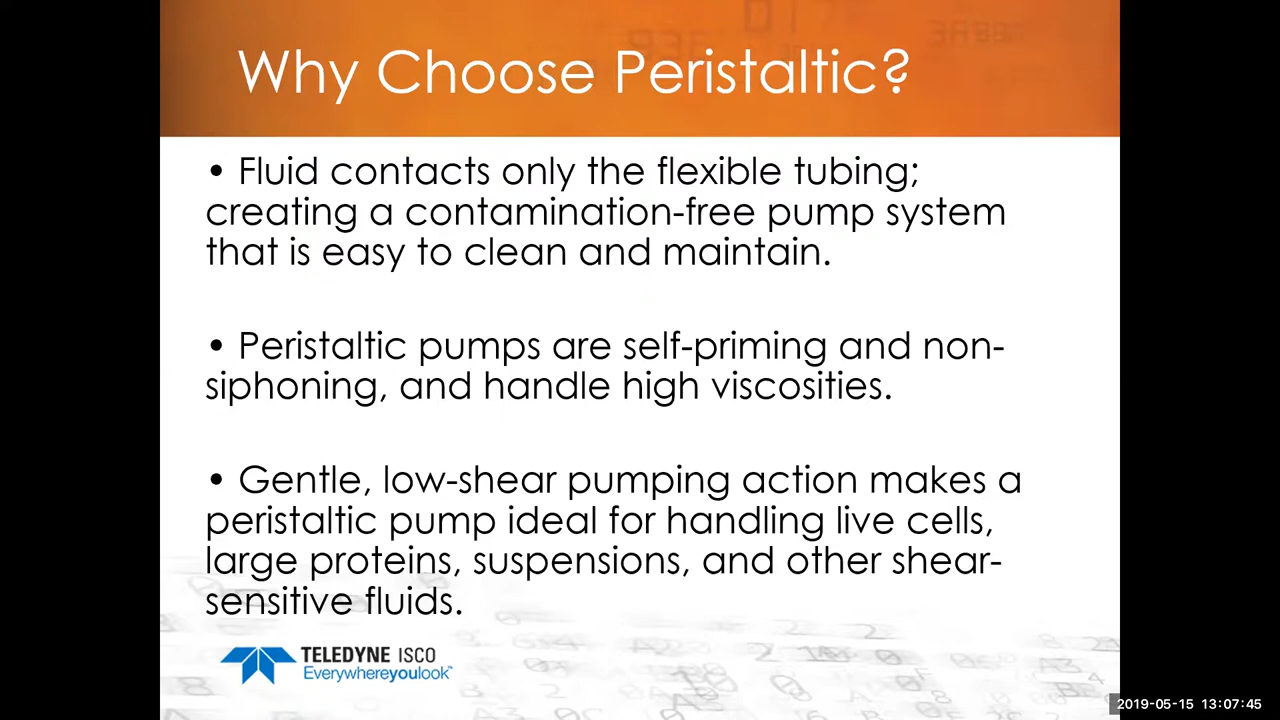 Why Choose Peristaltic?
• Fluid contacts only the flexible tubing;
creating a contamination-free pump system
that is easy to clean and maintain.
• Peristaltic pumps are self-priming and non-
siphoning, and handle high viscosities.
• Gentle, low-shear pumping action makes a
peristaltic pump ideal for handling live cells,
large proteins, suspensions, and other shear-
sensitive fluids.
TELEDYNE ISCO
Everywhereyoulook™
2019-05-15 13:07:45